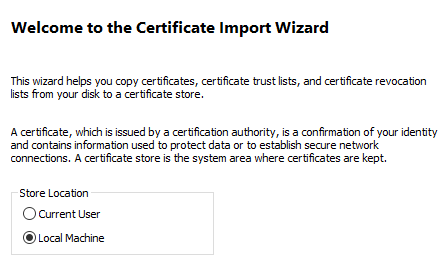 Welcome to the Certificate Import Wizard
This wizard helps you copy certificates, certificate trust lists, and certificate revocation
lists from your disk to a certificate store.
A certificate, which is issued by a certification authority, is a confirmation of your identity
and contains information used to protect data or to establish secure network
connections. A certificate store is the system area where certificates are kept.
Store Location
Current User
Local Machine